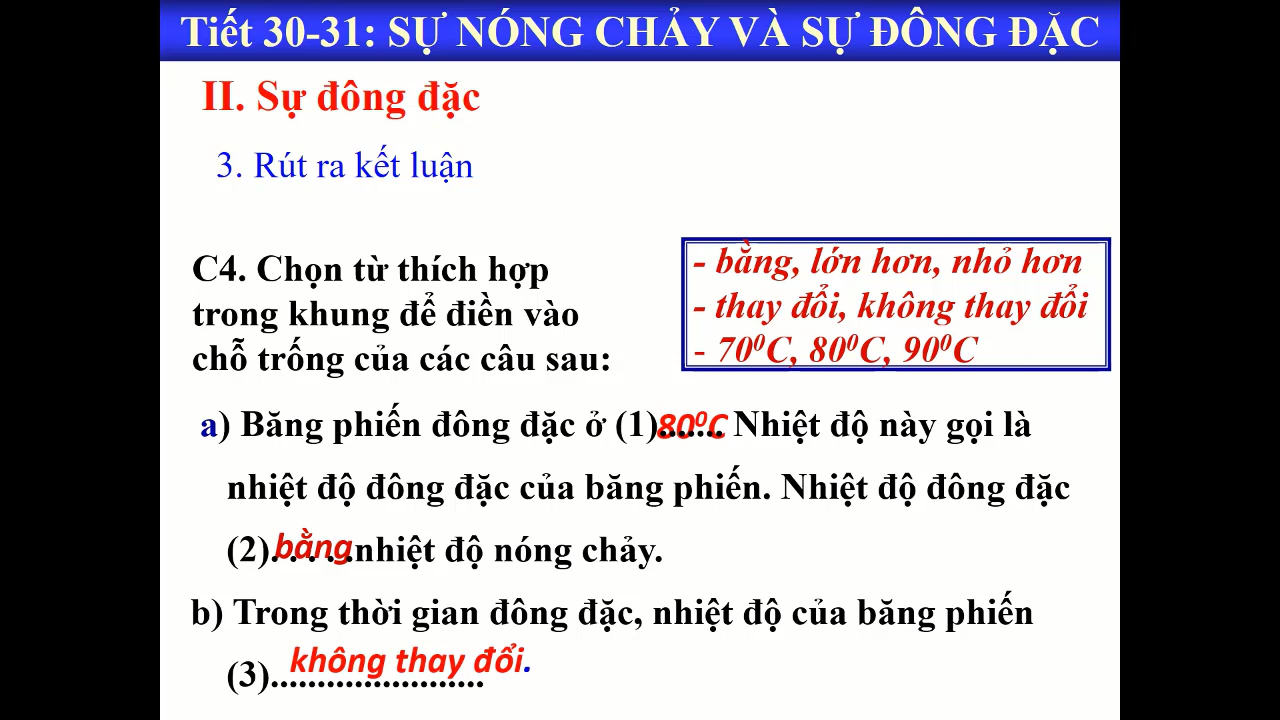 Tiết 30-31: SỰ NÓNG CHẢY VÀ SỰ ĐÔNG ĐẶC
II. Sự đông đặc
3. Rút ra kết luận
C4. Chọn từ thích hợp
trong khung để điền vào
chỗ trống của các câu sau:
- bằng, lớn hơn, nhỏ hơn
- thay đổi, không thay đổi
- 70⁰C, 80⁰C, 90⁰C
a) Băng phiến đông đặc ở (1)80⁰C....... Nhiệt độ này gọi là
nhiệt độ đông đặc của băng phiến. Nhiệt độ đông đặc
(2). bằng . . . . .nhiệt độ nóng chảy.
b) Trong thời gian đông đặc, nhiệt độ của băng phiến
không thay đổi.
(3).......................